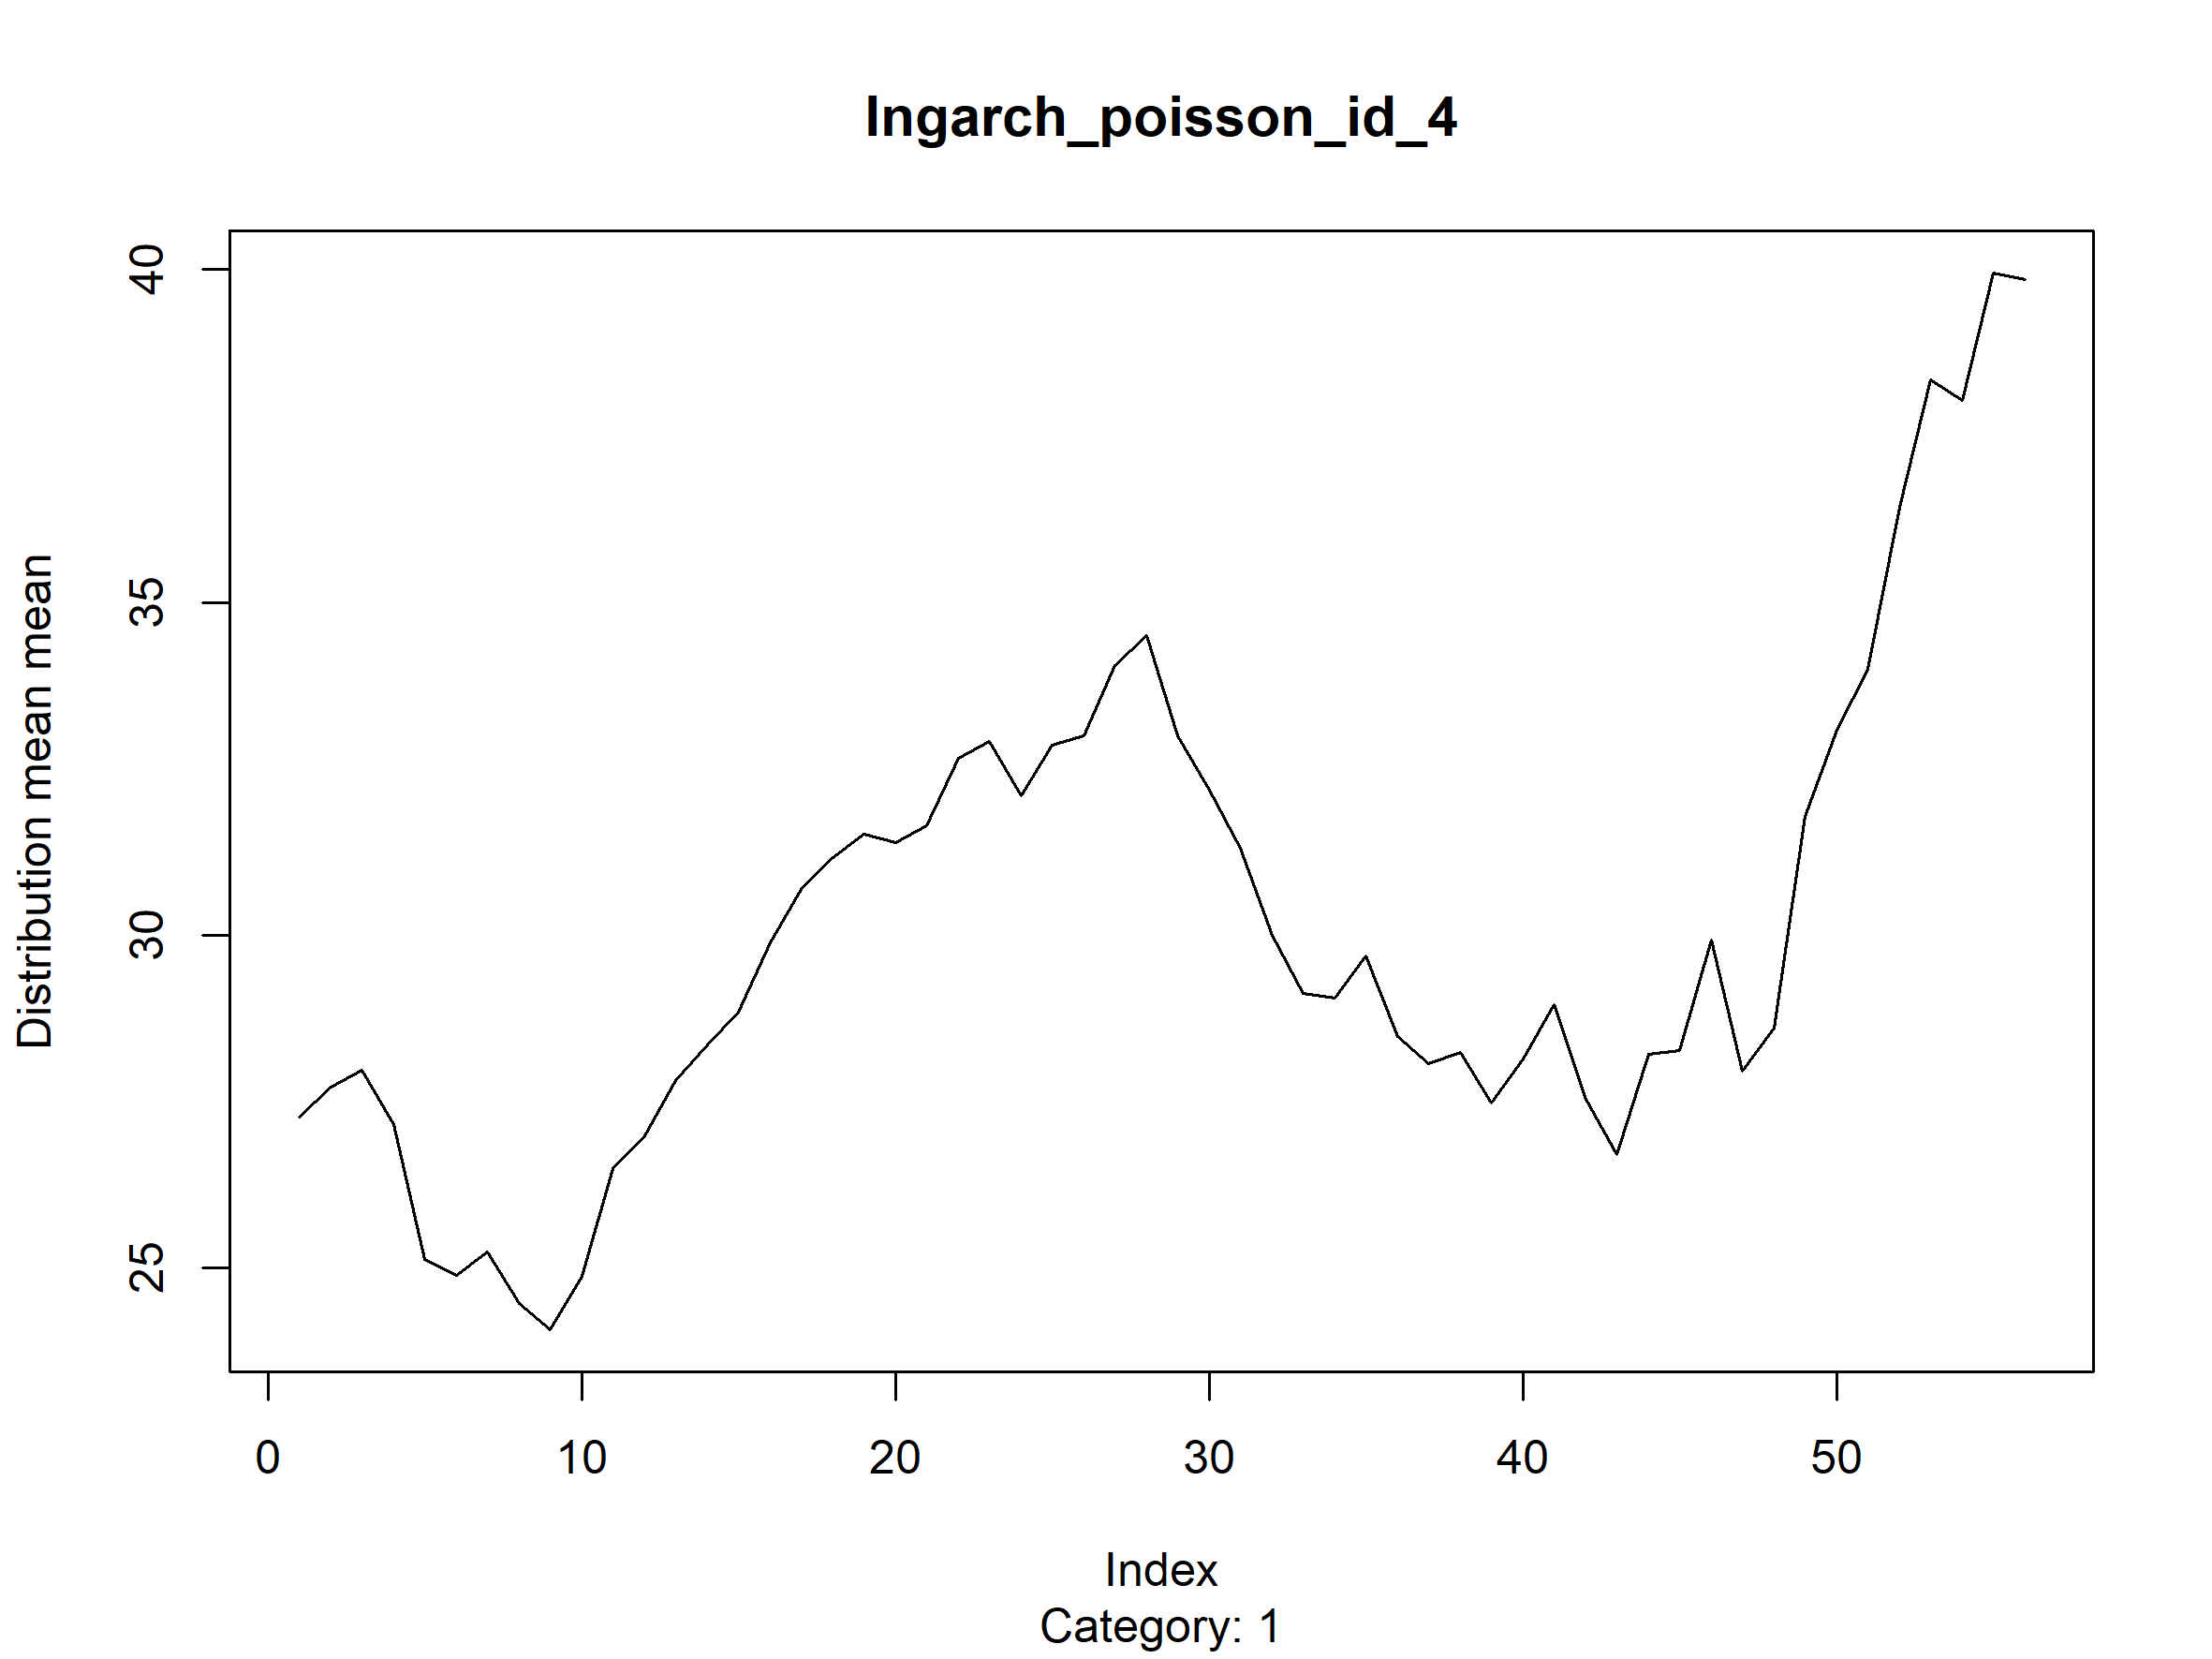 Ingarch_poisson_id_4
Distribution mean mean
40
35
30
25
0 10 20 30 40 50
Index
Category: 1